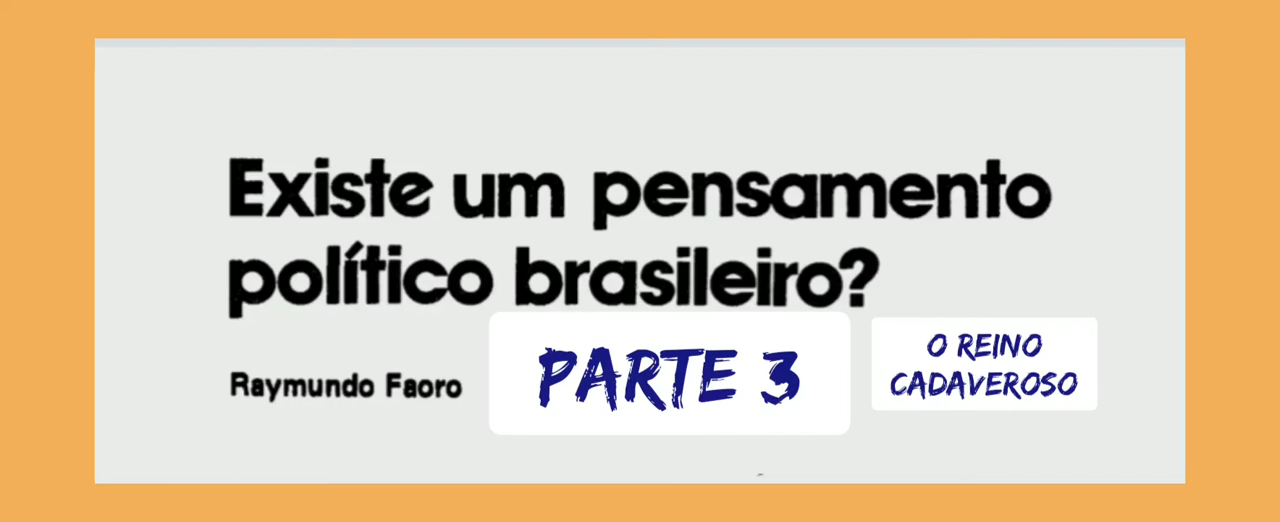 Existe um pensamento
político brasileiro?
Raymundo Faoro
PARTE 3
O REINO
CADAVEROSO